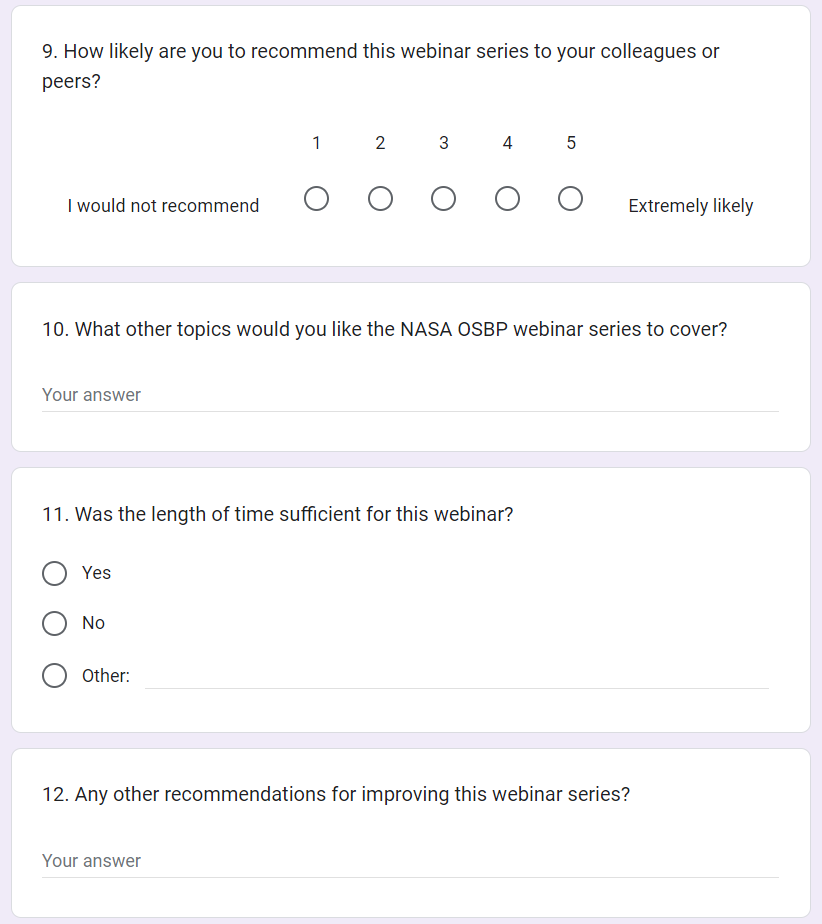 9. How likely are you to recommend this webinar series to your colleagues or
peers?
1 2 3 4 5
I would not recommend Extremely likely
10. What other topics would you like the NASA OSBP webinar series to cover?
Your answer
11. Was the length of time sufficient for this webinar?
Yes
No
Other:
12. Any other recommendations for improving this webinar series?
Your answer